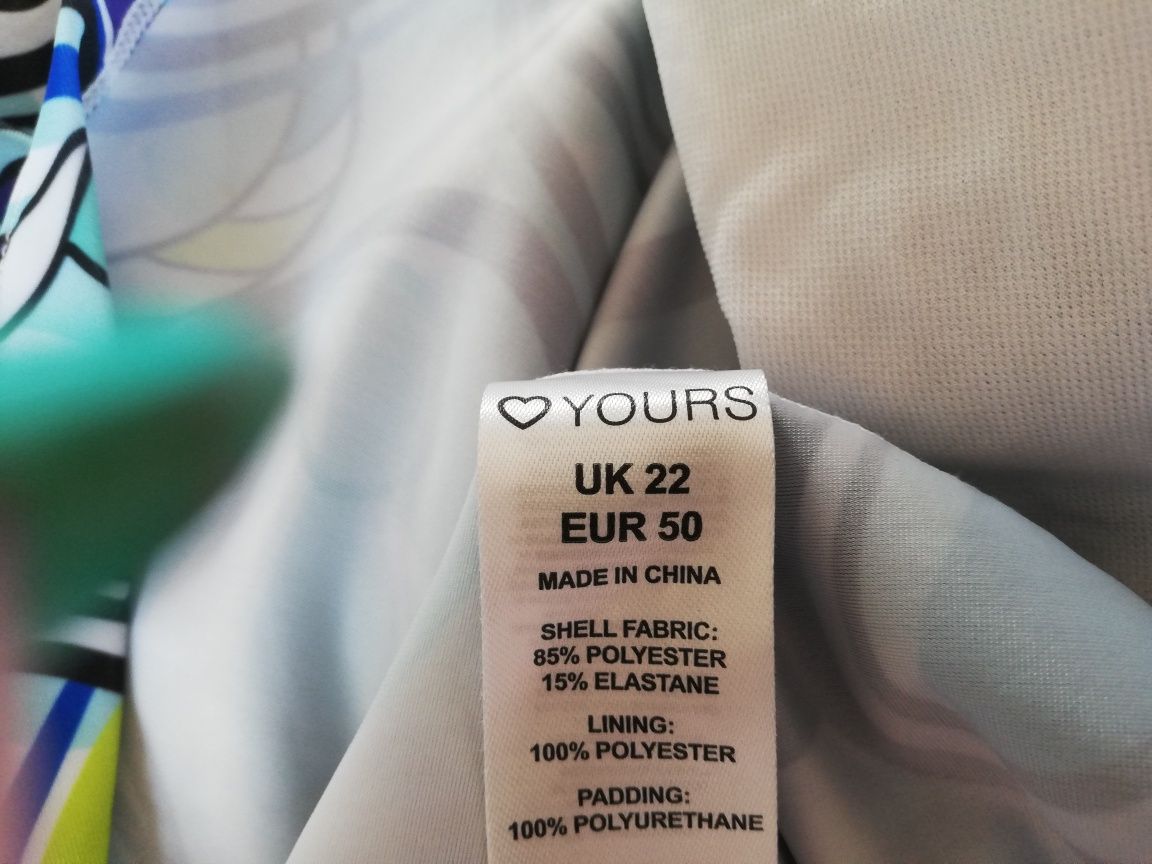 YOURS
UK 22
EUR 50
MADE IN CHINA
SHELL FABRIC:
85% POLYESTER
15% ELASTANE
LINING:
100% POLYESTER
PADDING:
100% POLYURETHANE